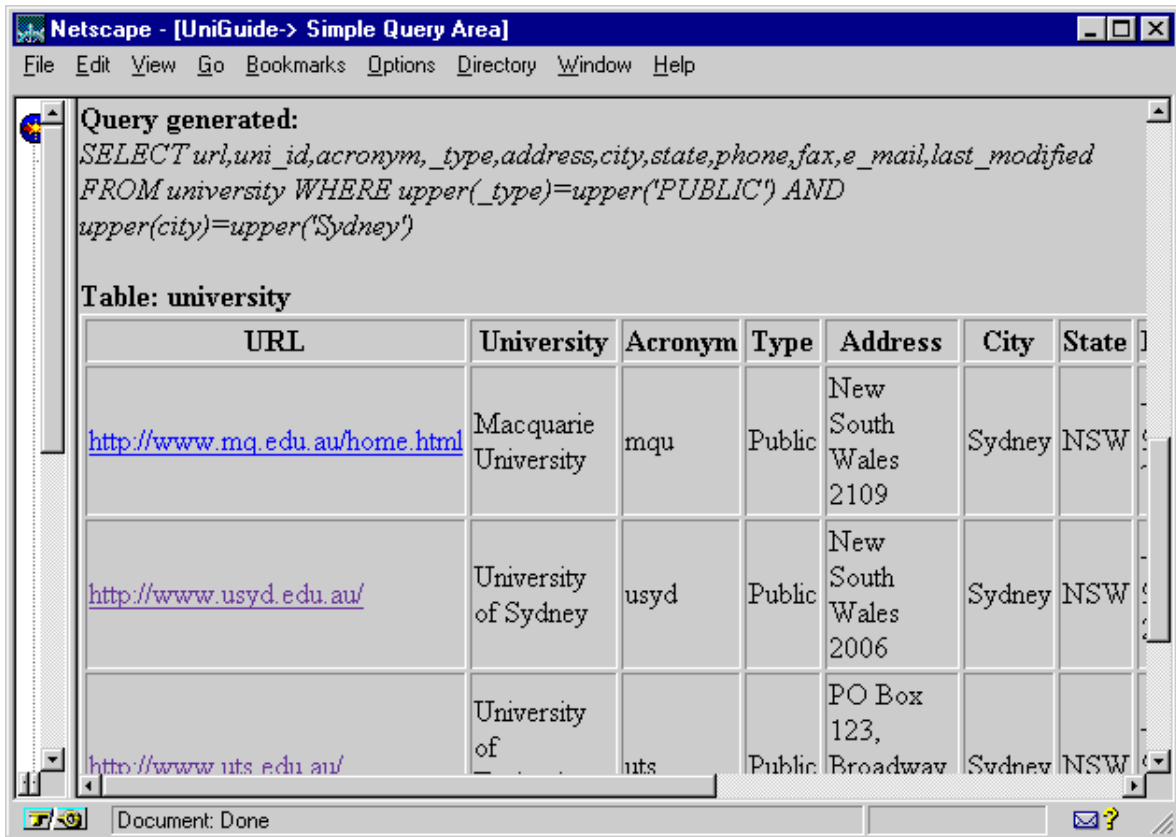 Netscape - [UniGuide-> Simple Query Area]
File Edit View Go Bookmarks Options Directory Window Help
Query generated:
SELECT url,uni_id,acronym,_type,address,city,state,phone,fax,e_mail,last_modified
FROM university WHERE upper(_type)=upper('PUBLIC') AND
upper(city)=upper('Sydney')
Table: university
URL University Acronym Type Address City State
http://www.mq.edu.au/home.html Macquarie University mqu Public New South Wales 2109 Sydney NSW
http://www.usyd.edu.au/ University of Sydney usyd Public New South Wales 2006 Sydney NSW
http://www.uts.edu.au/ University of uts Public PO Box 123, Broadway Sydney NSW
Document: Done